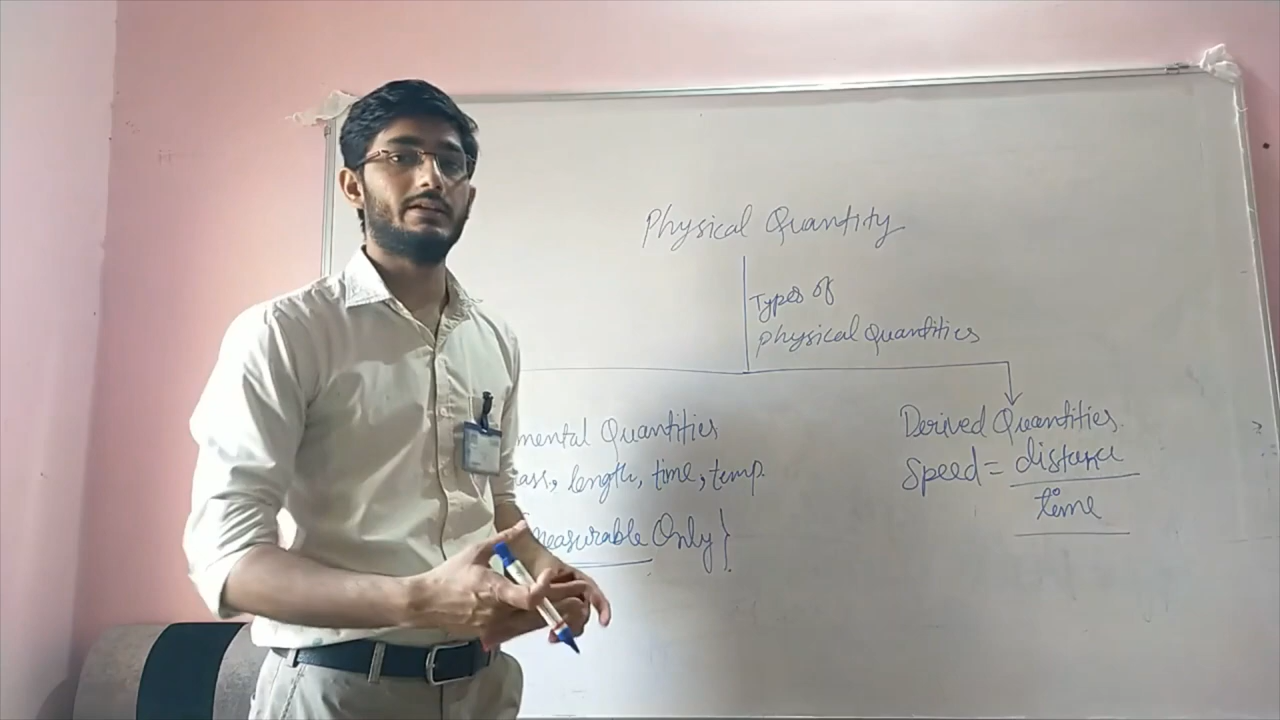 Physical Quantity
Types of
physical Quantities
mental Quantities
ass, length, time, temp.
measurable Only}
Derived Quantities
Speed = distance
time